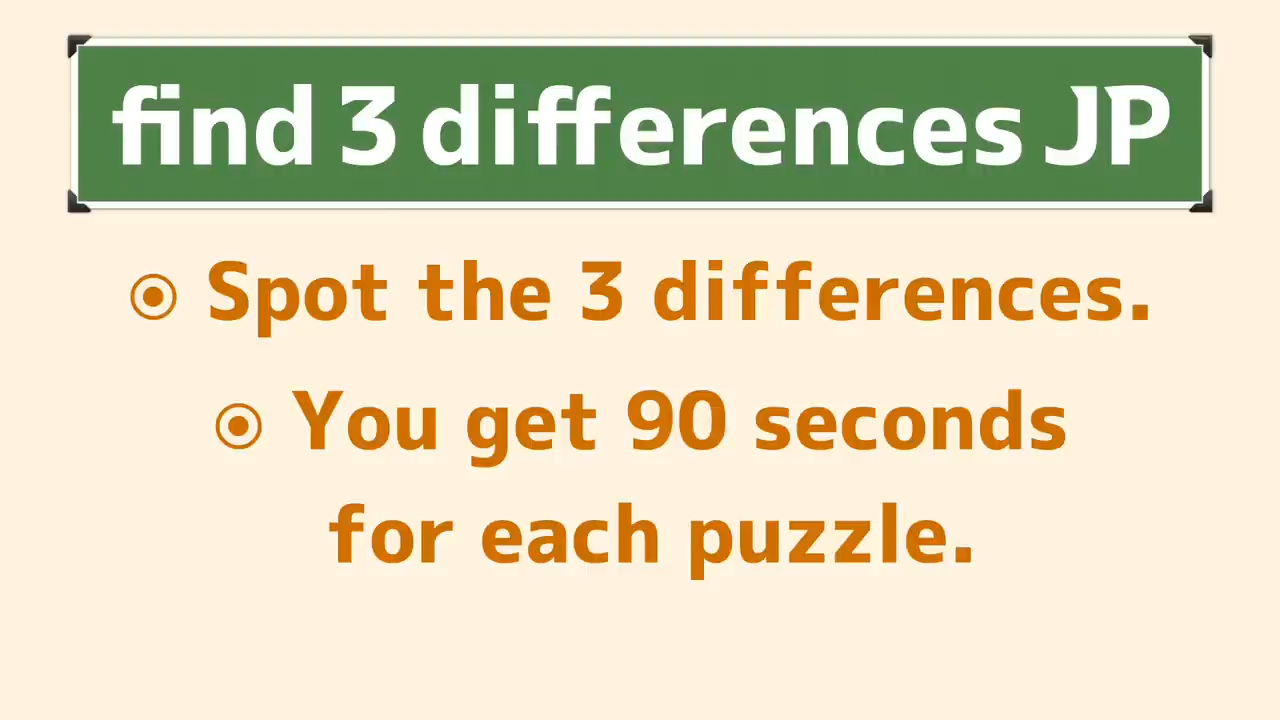 find 3 differences JP
◉ Spot the 3 differences.
◉ You get 90 seconds
for each puzzle.